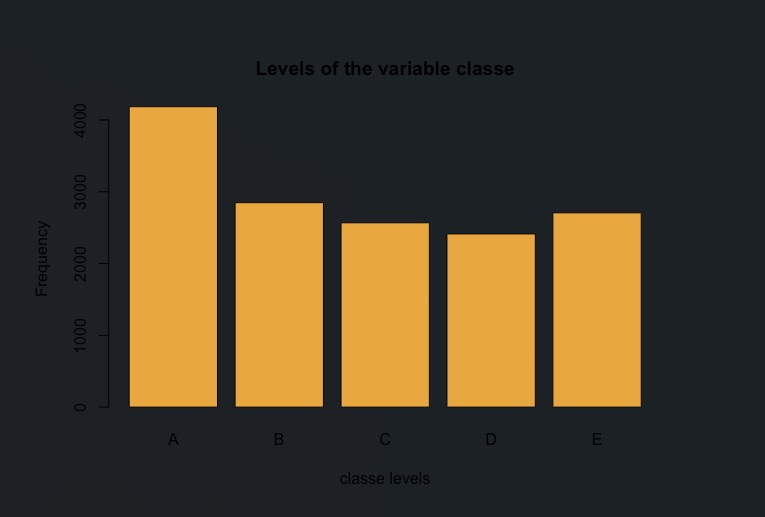 Levels of the variable classe
Frequency
4000
3000
2000
1000
0
A B C D E
classe levels